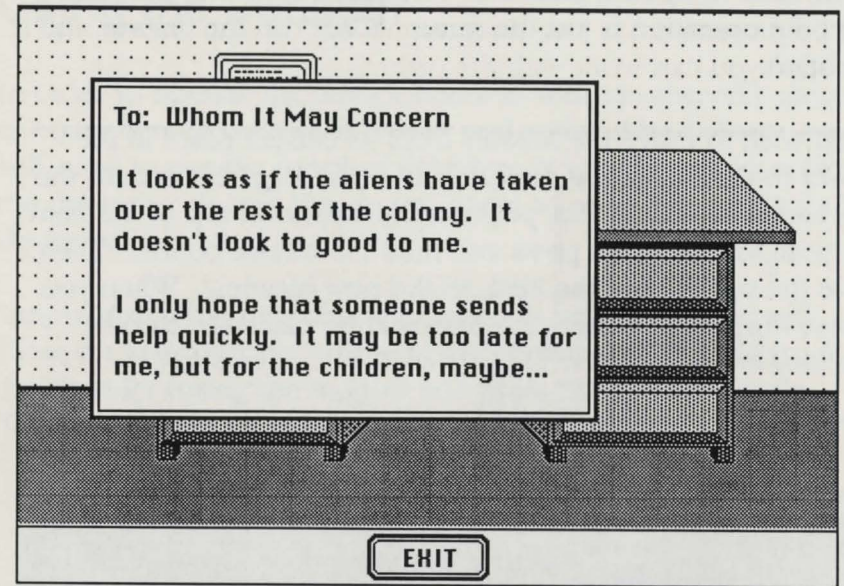 To: Whom It May Concern
It looks as if the aliens have taken
over the rest of the colony. It
doesn't look to good to me.
I only hope that someone sends
help quickly. It may be too late for
me, but for the children, maybe...
EXIT